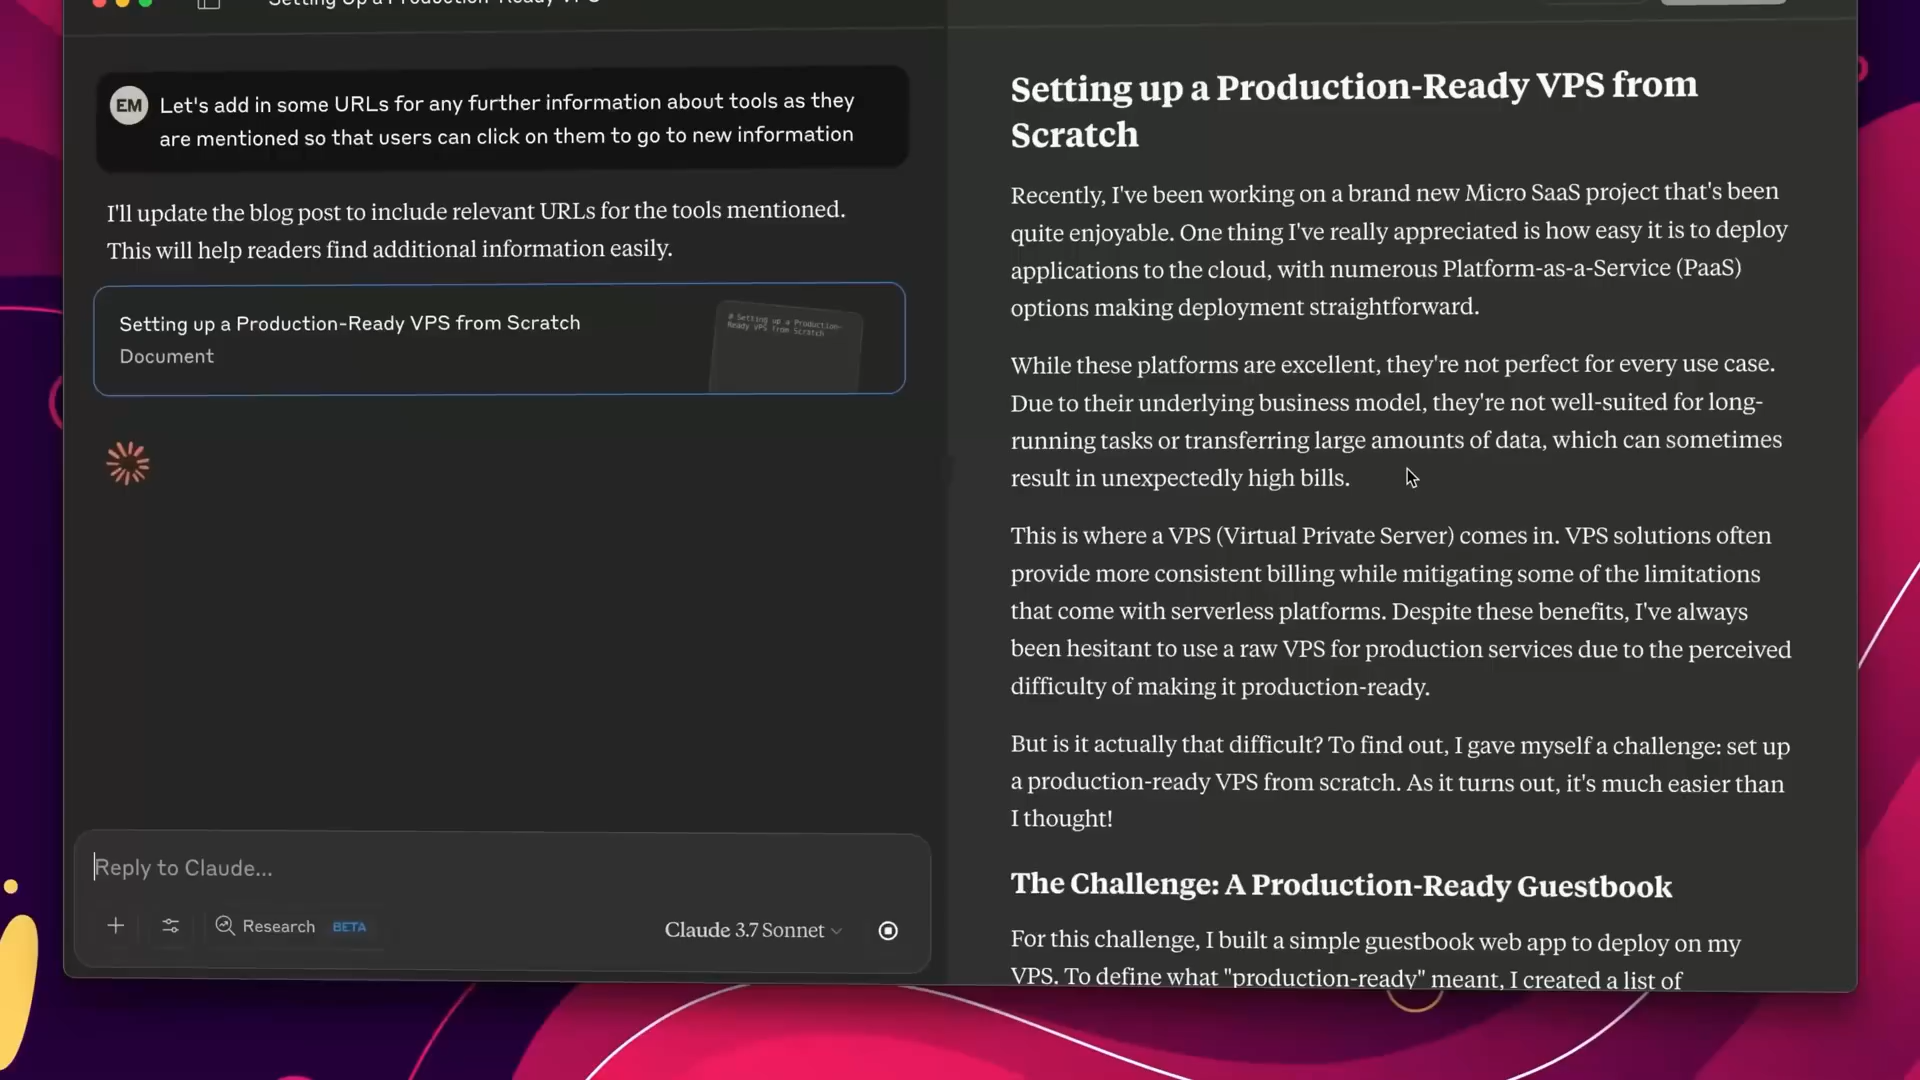 Setting Up a Production-Ready VPS
EM
Let's add in some URLs for any further information about tools as they
are mentioned so that users can click on them to go to new information
I'll update the blog post to include relevant URLs for the tools mentioned.
This will help readers find additional information easily.
Setting up a Production-Ready VPS from Scratch
Document
# Setting up a Production-
Ready VPS from Scratch
Reply to Claude...
Research BETA
Claude 3.7 Sonnet
Setting up a Production-Ready VPS from
Scratch
Recently, I've been working on a brand new Micro SaaS project that's been
quite enjoyable. One thing I've really appreciated is how easy it is to deploy
applications to the cloud, with numerous Platform-as-a-Service (PaaS)
options making deployment straightforward.
While these platforms are excellent, they're not perfect for every use case.
Due to their underlying business model, they're not well-suited for long-
running tasks or transferring large amounts of data, which can sometimes
result in unexpectedly high bills.
This is where a VPS (Virtual Private Server) comes in. VPS solutions often
provide more consistent billing while mitigating some of the limitations
that come with serverless platforms. Despite these benefits, I've always
been hesitant to use a raw VPS for production services due to the perceived
difficulty of making it production-ready.
But is it actually that difficult? To find out, I gave myself a challenge: set up
a production-ready VPS from scratch. As it turns out, it's much easier than
I thought!
The Challenge: A Production-Ready Guestbook
For this challenge, I built a simple guestbook web app to deploy on my
VPS. To define what "production-ready" meant, I created a list of